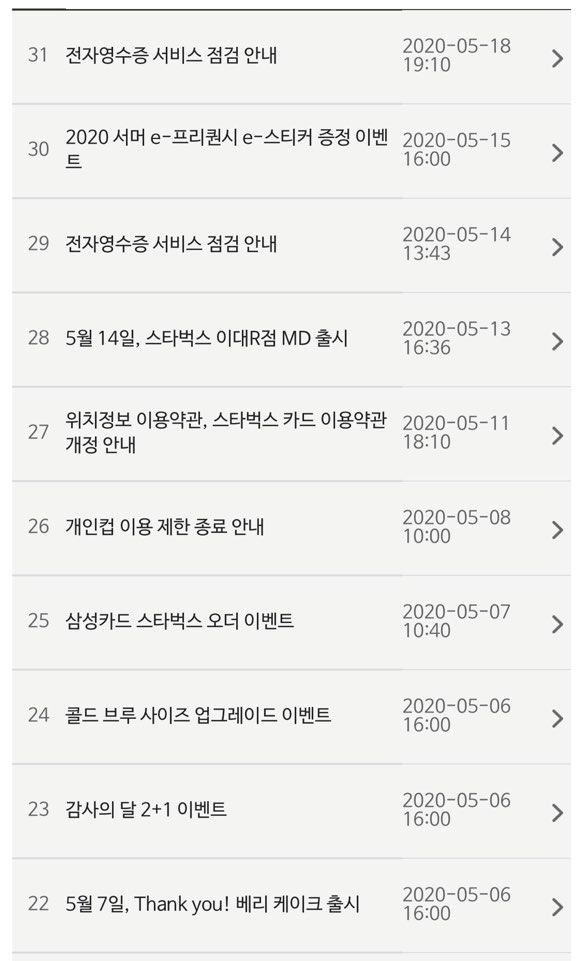 31 전자영수증 서비스 점검 안내 2020-05-18
19:10
30 2020 서머 e-프리퀀시 e-스티커 증정 이벤 2020-05-15
트 16:00
29 전자영수증 서비스 점검 안내 2020-05-14
13:43
28 5월 14일, 스타벅스 이대R점 MD 출시 2020-05-13
16:36
27 위치정보 이용약관, 스타벅스 카드 이용약관 2020-05-11
개정 안내 18:10
26 개인컵 이용 제한 종료 안내 2020-05-08
10:00
25 삼성카드 스타벅스 오더 이벤트 2020-05-07
10:40
24 콜드 브루 사이즈 업그레이드 이벤트 2020-05-06
16:00
23 감사의 달 2+1 이벤트 2020-05-06
16:00
22 5월 7일, Thank you! 베리 케이크 출시 2020-05-06
16:00